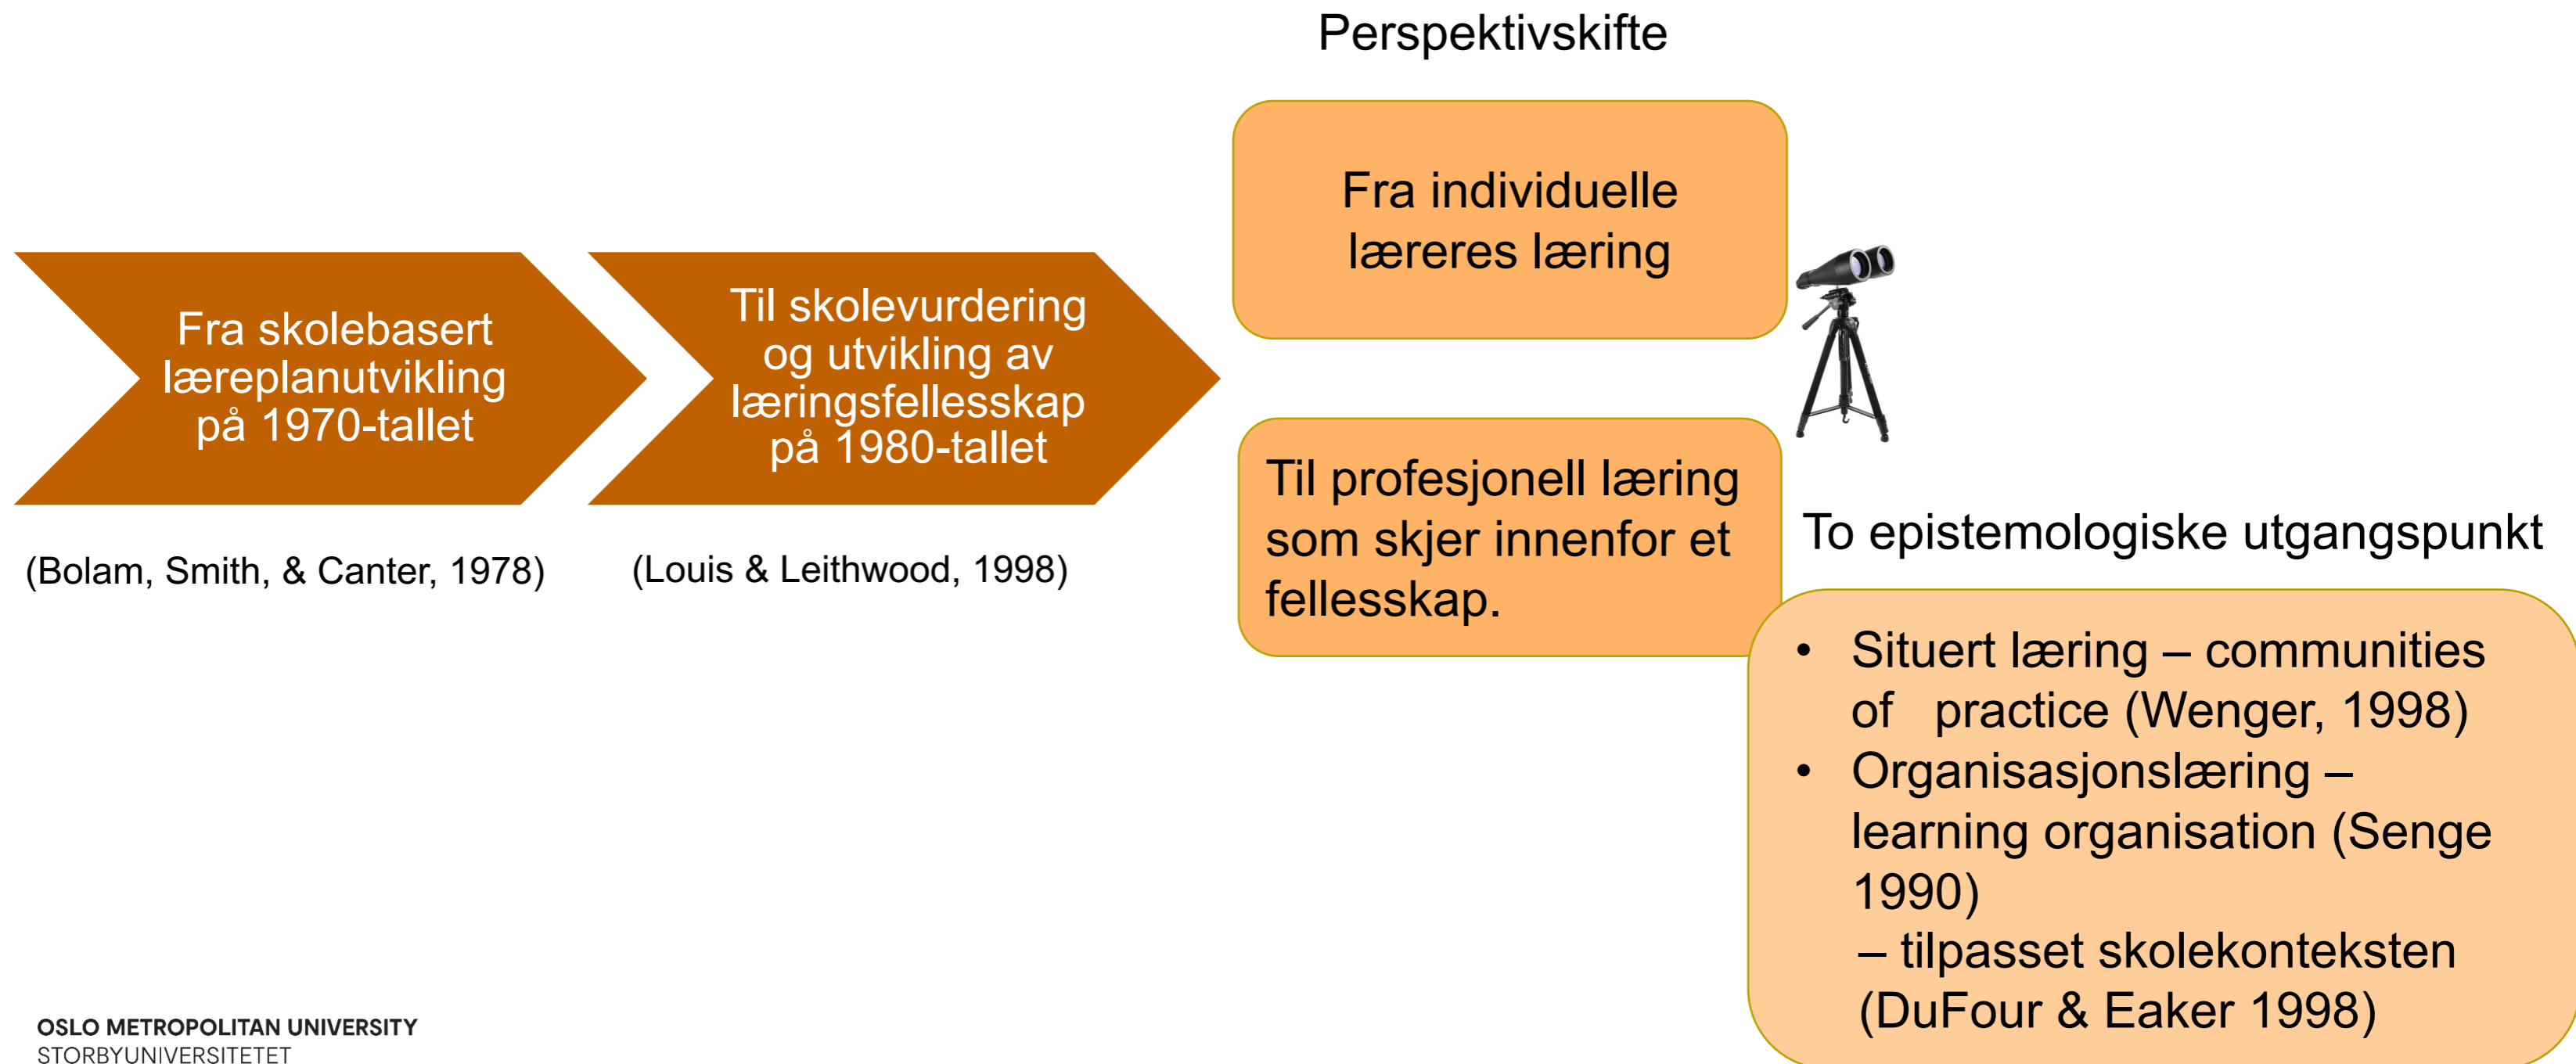 Perspektivskifte
Fra skolebasert
læreplanutvikling
på 1970-tallet
(Bolam, Smith, & Canter, 1978)
Til skolevurdering
og utvikling av
læringsfellesskap
på 1980-tallet
(Louis & Leithwood, 1998)
Fra individuelle
læreres læring
Til profesjonell læring
som skjer innenfor et
fellesskap.
To epistemologiske utgangspunkt
• Situert læring – communities
of practice (Wenger, 1998)
• Organisasjonslæring –
learning organisation (Senge
1990)
– tilpasset skolekonteksten
(DuFour & Eaker 1998)
OSLO METROPOLITAN UNIVERSITY
STORBYUNIVERSITETET